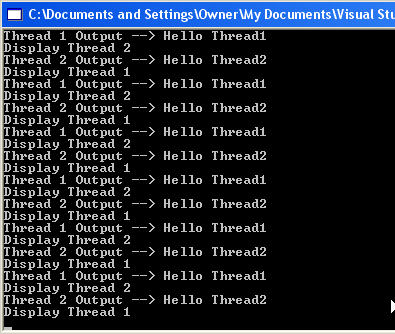 C:\Documents and Settings\Owner\My Documents\Visual Stu
Thread 1 Output --> Hello Thread1
Display Thread 2
Thread 2 Output --> Hello Thread2
Display Thread 1
Thread 1 Output --> Hello Thread1
Display Thread 2
Thread 2 Output --> Hello Thread2
Display Thread 1
Thread 1 Output --> Hello Thread1
Display Thread 2
Thread 2 Output --> Hello Thread2
Display Thread 1
Thread 1 Output --> Hello Thread1
Display Thread 2
Thread 2 Output --> Hello Thread2
Display Thread 1
Thread 1 Output --> Hello Thread1
Display Thread 2
Thread 2 Output --> Hello Thread2
Display Thread 1
Thread 1 Output --> Hello Thread1
Display Thread 2
Thread 2 Output --> Hello Thread2
Display Thread 1